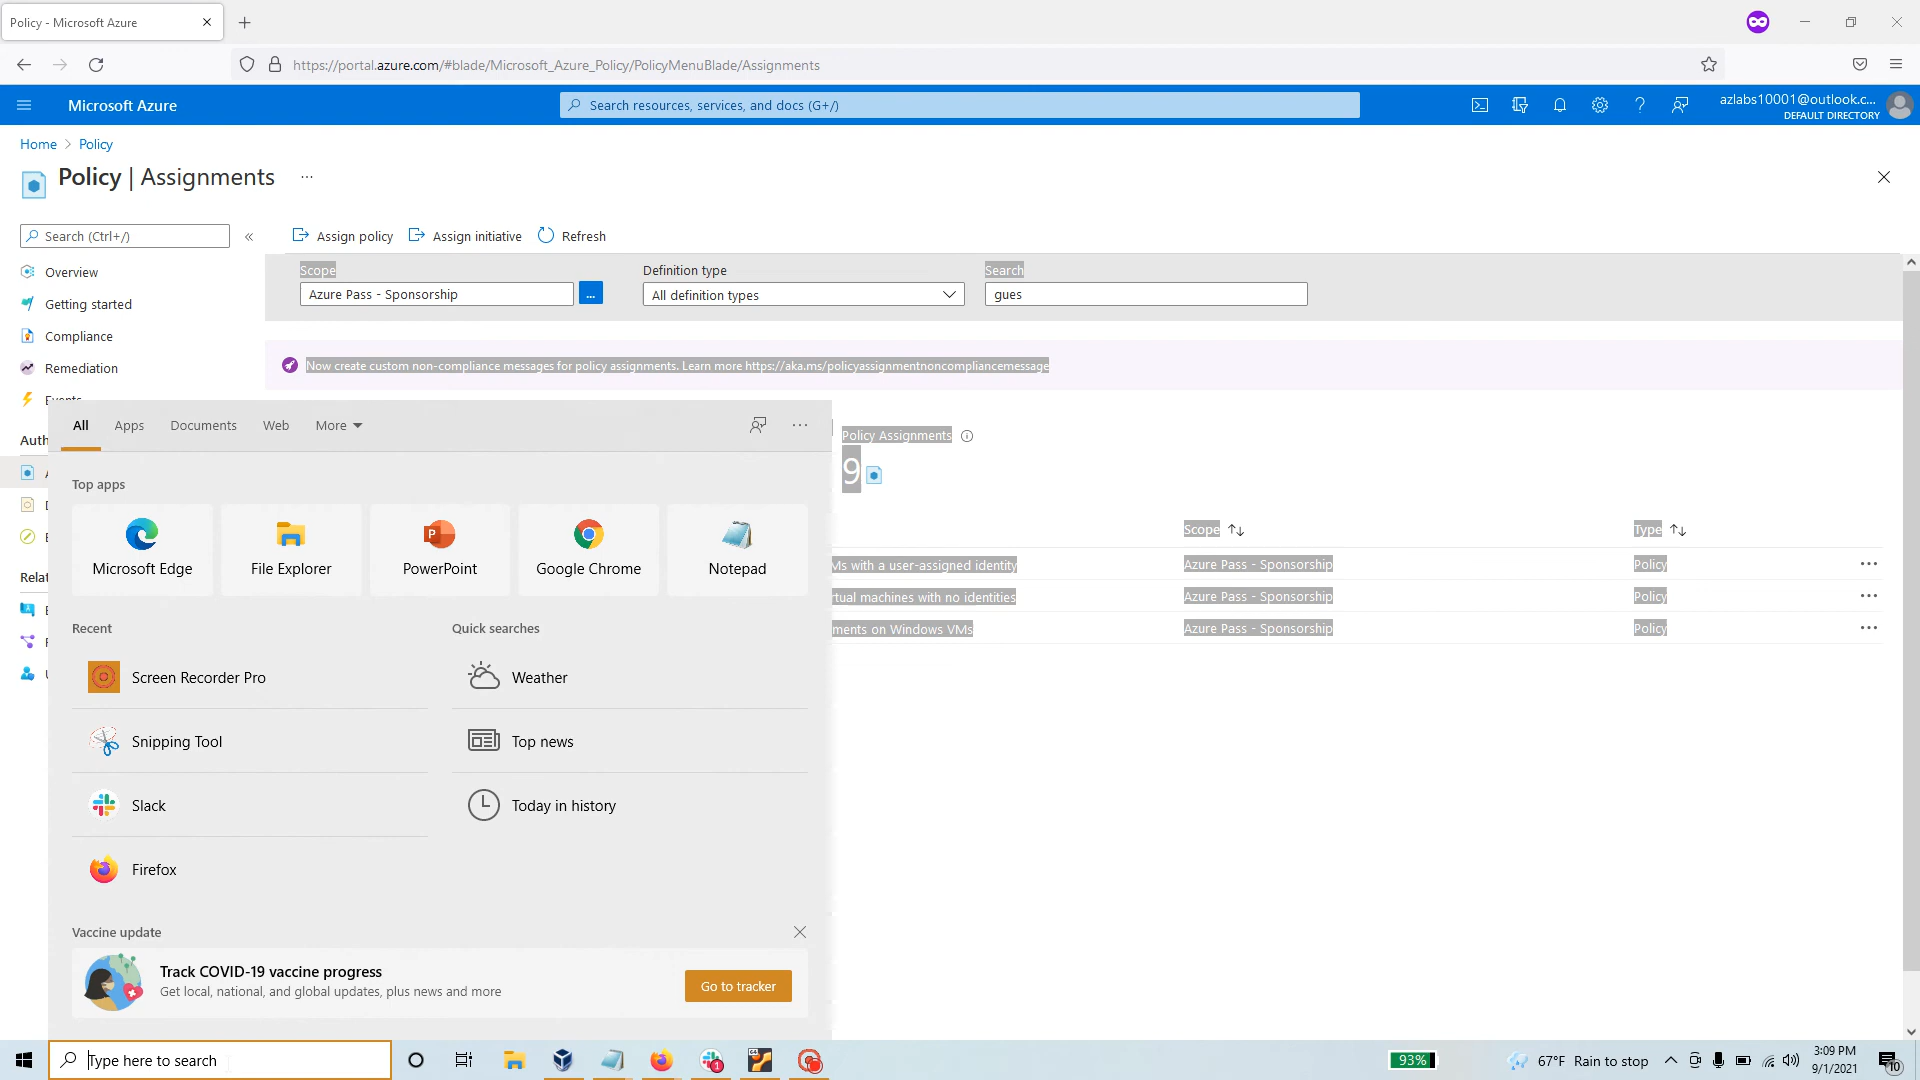 Policy - Microsoft Azure
https://portal.azure.com/#blade/Microsoft_Azure_Policy/PolicyMenuBlade/Assignments
Microsoft Azure
Search resources, services, and docs (G+/)
azlabs10001@outlook.c...
DEFAULT DIRECTORY
Home > Policy
Policy | Assignments ...
Search (Ctrl+/) «
Assign policy Assign initiative Refresh
Overview
Getting started
Compliance
Remediation
Events
Auth
Relat
Scope
Azure Pass - Sponsorship ...
Definition type
All definition types
Search
gues
Now create custom non-compliance messages for policy assignments. Learn more https://aka.ms/policyassignmentnoncompliancemessage
Policy Assignments
9
Scope Type
Ms with a user-assigned identity Azure Pass - Sponsorship Policy ...
rtual machines with no identities Azure Pass - Sponsorship Policy ...
ments on Windows VMs Azure Pass - Sponsorship Policy ...
All Apps Documents Web More ...
Top apps
Microsoft Edge File Explorer PowerPoint Google Chrome Notepad
Recent
Screen Recorder Pro
Snipping Tool
Slack
Firefox
Quick searches
Weather
Top news
Today in history
Vaccine update
Track COVID-19 vaccine progress
Get local, national, and global updates, plus news and more
Go to tracker
Type here to search
93%
67°F Rain to stop
3:09 PM
9/1/2021
10